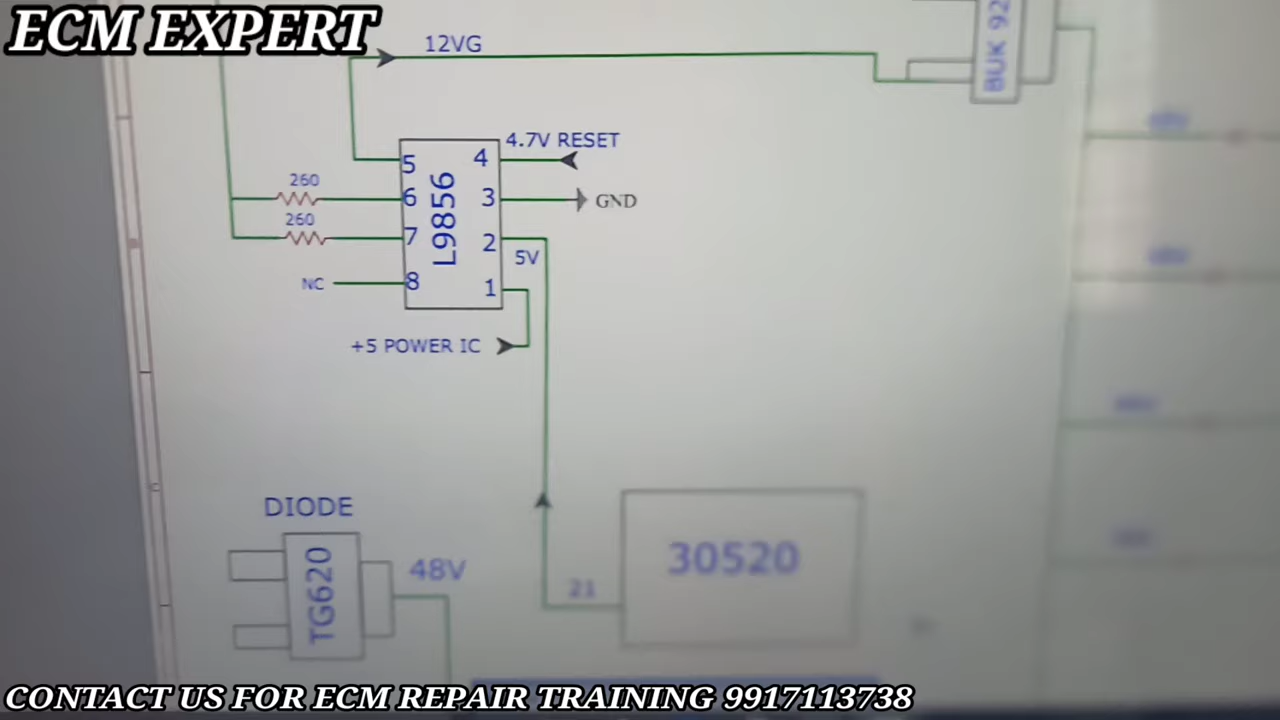 ECM EXPERT
12VG
BUK 92
4.7V RESET
5 4
260
6 3 GND
L9856
260
7 2
5V
NC 8 1
+5 POWER IC
DIODE
TG620
48V
30520
21
CONTACT US FOR ECM REPAIR TRAINING 9917113738